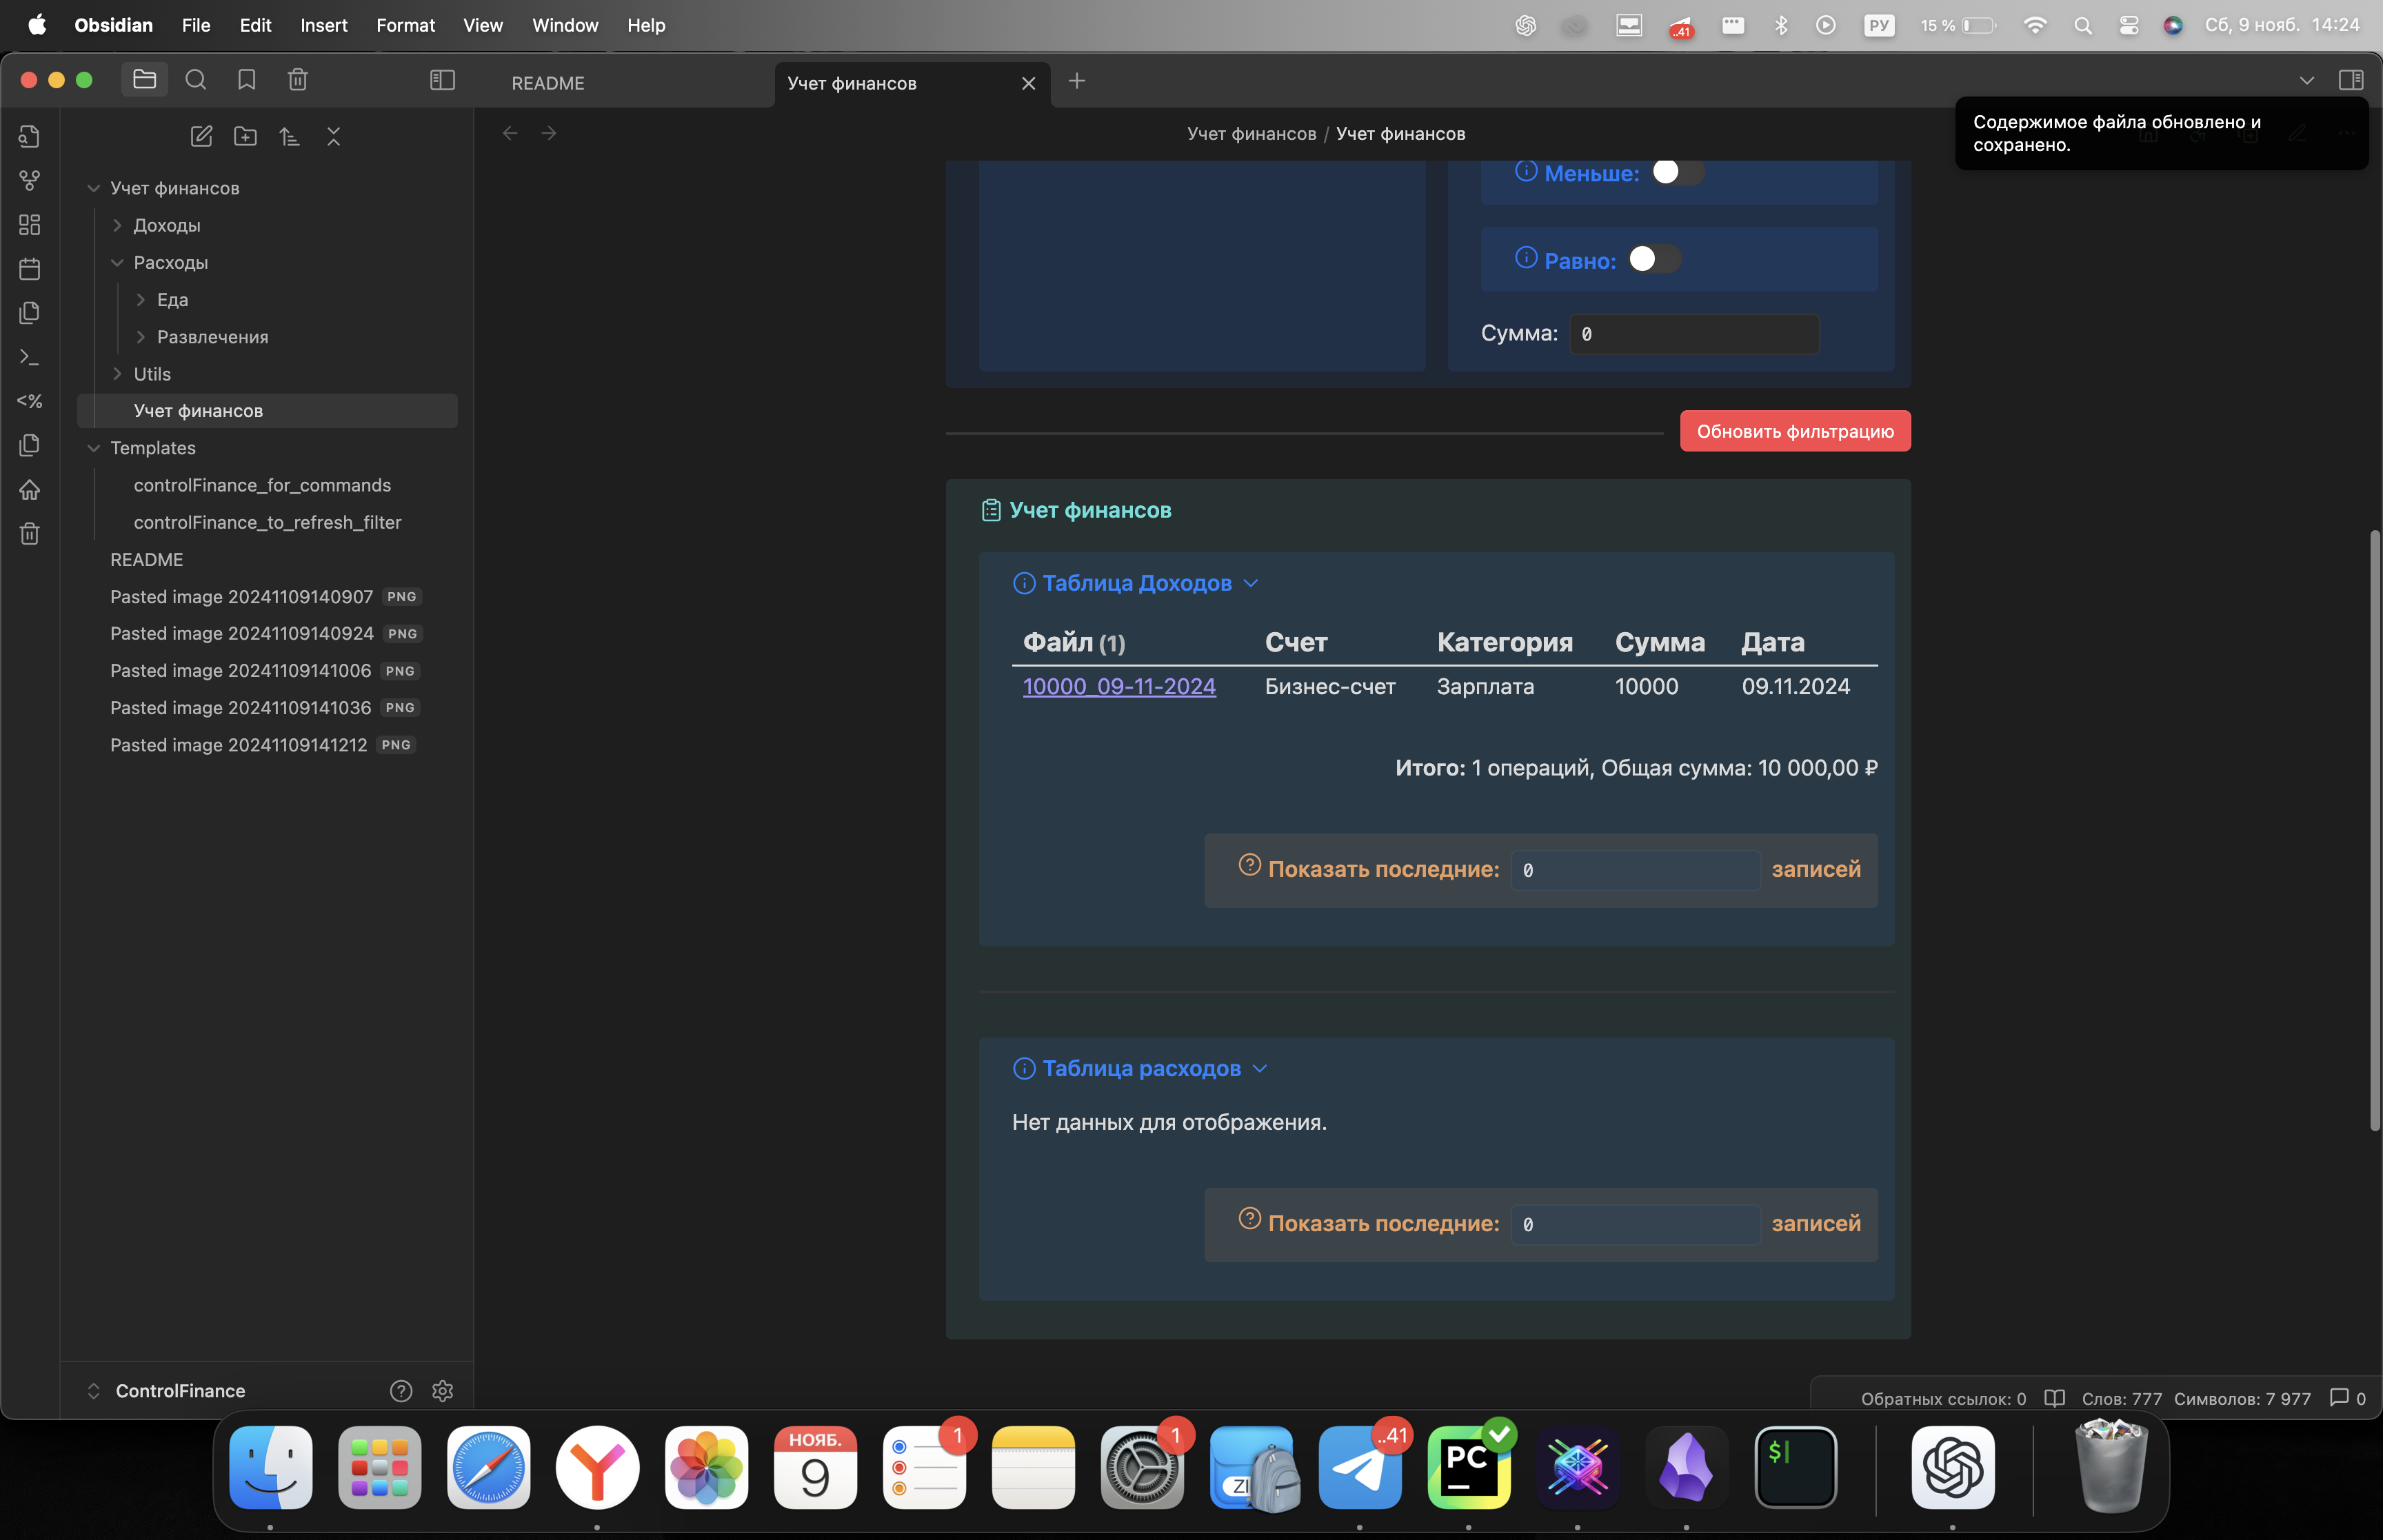 Obsidian File Edit Insert Format View Window Help ..41 РУ 15 % Сб, 9 нояб. 14:24
README Учет финансов
Учет финансов / Учет финансов
Содержимое файла обновлено и
сохранено.
Учет финансов
Доходы
Расходы
Еда
Развлечения
Utils
Учет финансов
Templates
controlFinance_for_commands
controlFinance_to_refresh_filter
README
Pasted image 20241109140907 PNG
Pasted image 20241109140924 PNG
Pasted image 20241109141006 PNG
Pasted image 20241109141036 PNG
Pasted image 20241109141212 PNG
ControlFinance
Меньше:
Равно:
Сумма: 0
Обновить фильтрацию
Учет финансов
Таблица Доходов
Файл (1) Счет Категория Сумма Дата
10000_09-11-2024 Бизнес-счет Зарплата 10000 09.11.2024
Итого: 1 операций, Общая сумма: 10 000,00 ₽
Показать последние: 0 записей
Таблица расходов
Нет данных для отображения.
Показать последние: 0 записей
Обратных ссылок: 0 Слов: 777 Символов: 7 977 0
НОЯБ.
9
1
1
ZI
..41
PC
$